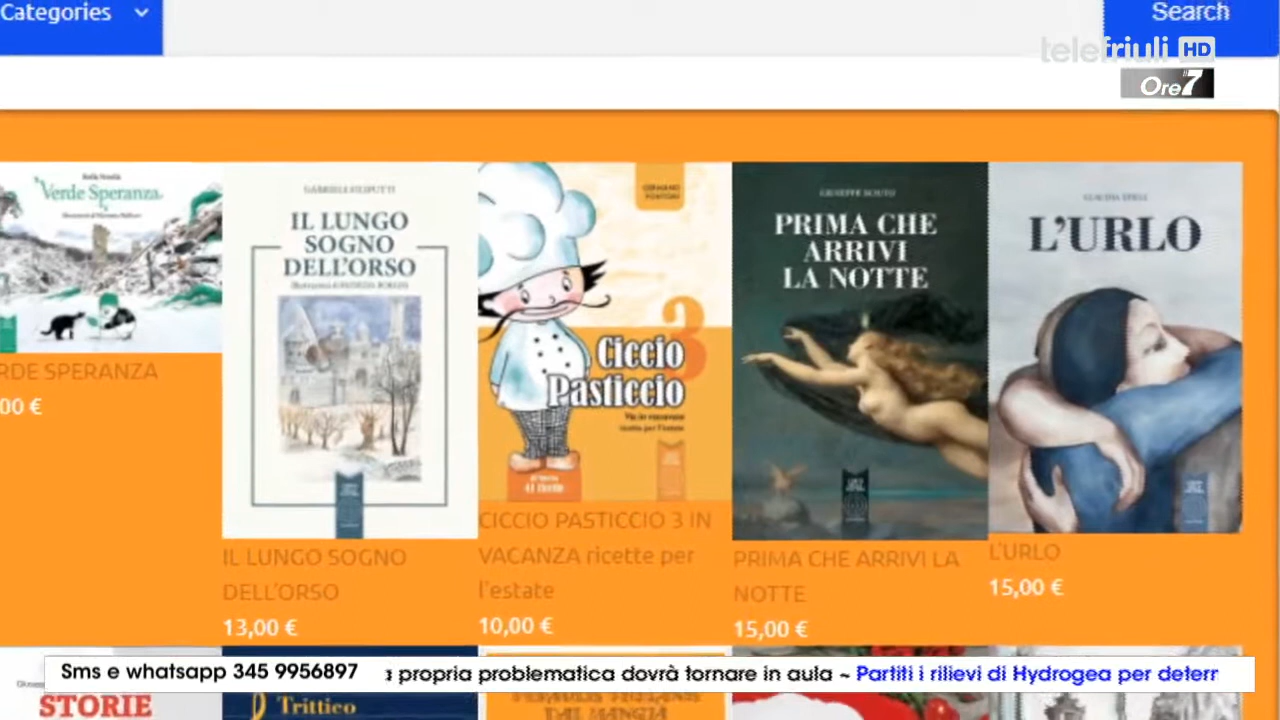 Categories
Search
telefriuli HD
Ore 7
Verde Speranza
IL LUNGO
SOGNO
DELL'ORSO
GERMANO
PONTONI
3
Ciccio
Pasticcio
PRIMA CHE
ARRIVI
LA NOTTE
L'URLO
RDE SPERANZA
00 €
IL LUNGO SOGNO
DELL'ORSO
13,00 €
CICCIO PASTICCIO 3 IN
VACANZA ricette per
l'estate
10,00 €
PRIMA CHE ARRIVI LA
NOTTE
15,00 €
L'URLO
15,00 €
Sms e whatsapp 345 9956897
a propria problematica dovrà tornare in aula ~ Partiti i rilievi di Hydrogea per deterr
STORIE
Trittico